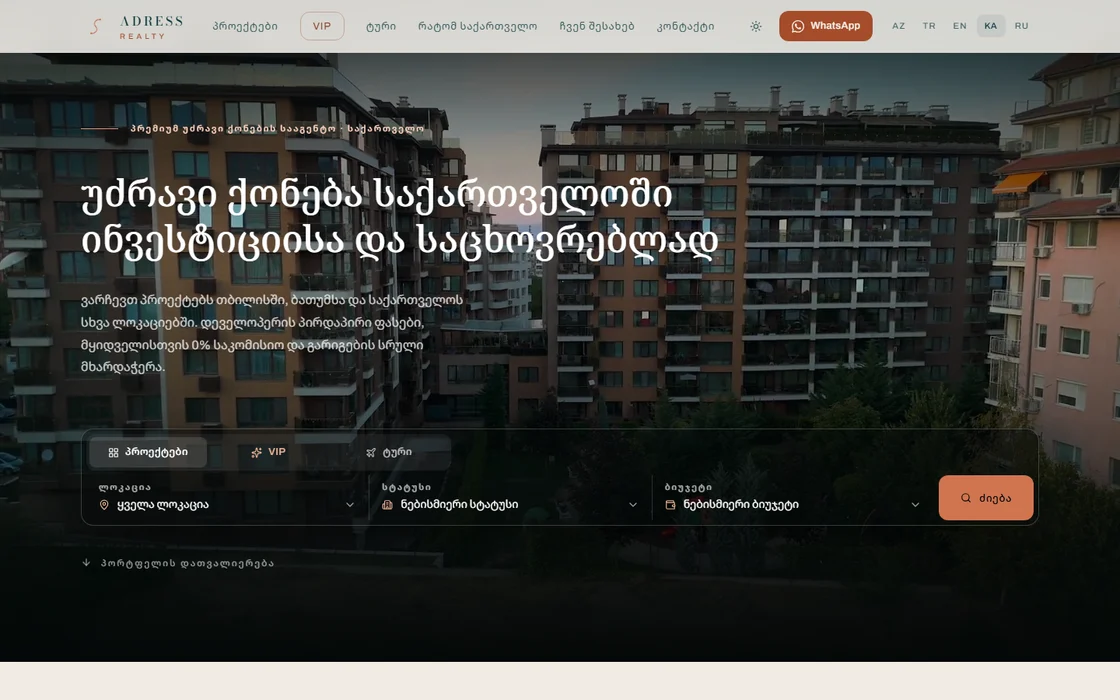 ADRESS
REALTY
პროექტები
VIP
ტური
რატომ საქართველო
ჩვენ შესახებ
კონტაქტი
WhatsApp
AZ
TR
EN
KA
RU
პრემიუმ უძრავი ქონების სააგენტო · საქართველო
უძრავი ქონება საქართველოში
ინვესტიციისა და საცხოვრებლად
ვარჩევთ პროექტებს თბილისში, ბათუმსა და საქართველოს
სხვა ლოკაციებში. დეველოპერის პირდაპირი ფასები,
მყიდველისთვის 0% საკომისიო და გარიგების სრული
მხარდაჭერა.
პროექტები
VIP
ტური
ლოკაცია
ყველა ლოკაცია
სტატუსი
ნებისმიერი სტატუსი
ბიუჯეტი
ნებისმიერი ბიუჯეტი
ძიება
პორტფელის დათვალიერება